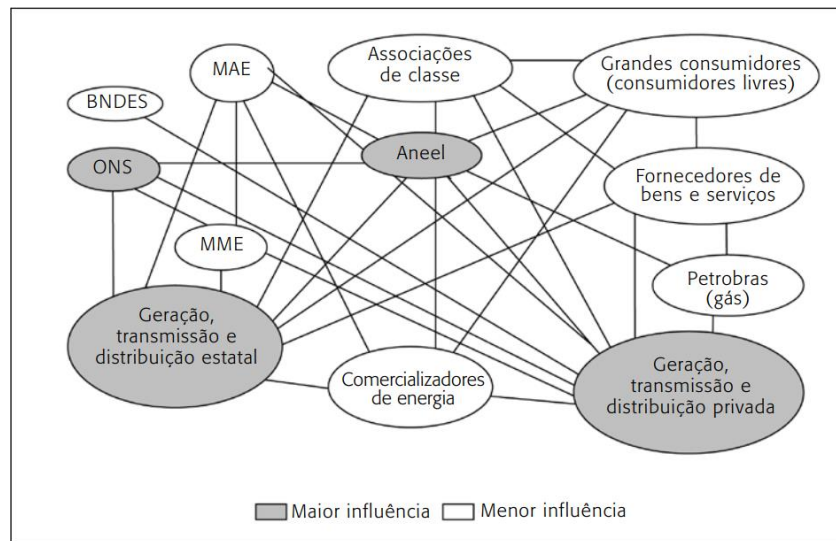 MAE
Associações
de classe
Grandes consumidores
(consumidores livres)
BNDES
ONS
Aneel
Fornecedores de
bens e serviços
MME
Petrobras
(gás)
Geração,
transmissão e
distribuição estatal
Comercializadores
de energia
Geração,
transmissão e
distribuição privada
Maior influência
Menor influência